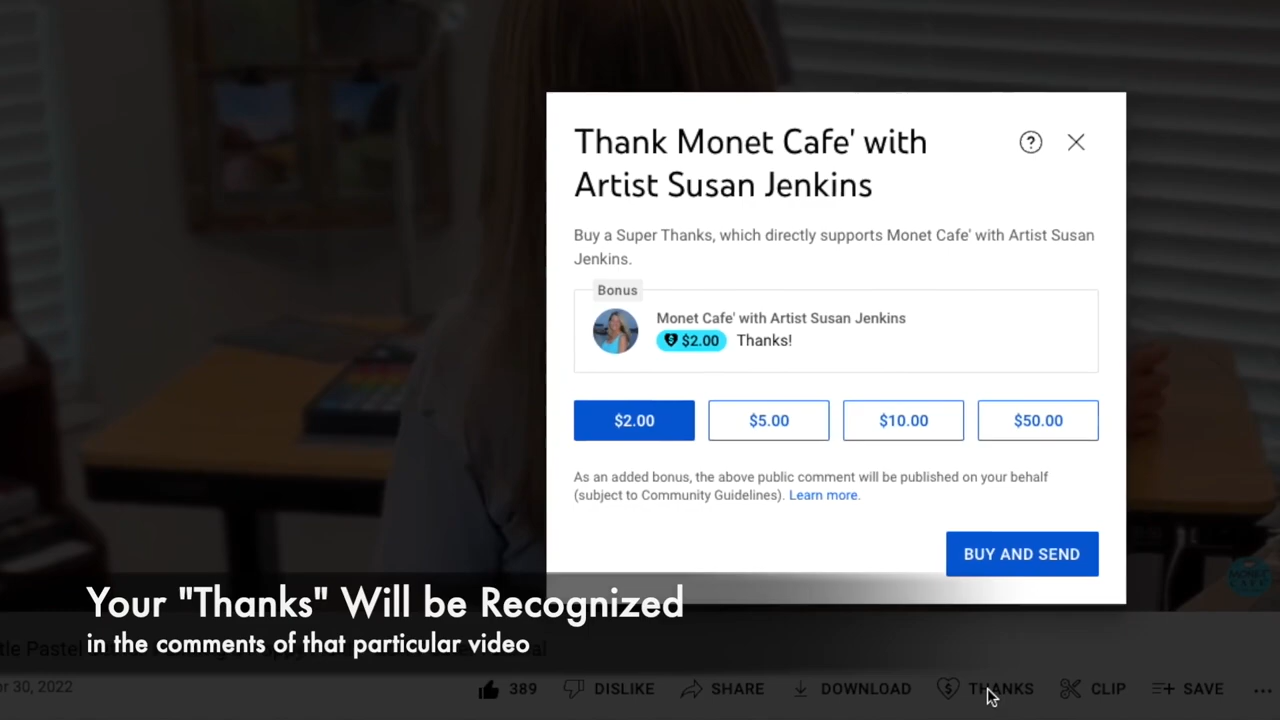 Thank Monet Cafe' with
Artist Susan Jenkins
Buy a Super Thanks, which directly supports Monet Cafe' with Artist Susan
Jenkins.
Bonus
Monet Cafe' with Artist Susan Jenkins
$2.00 Thanks!
$2.00 $5.00 $10.00 $50.00
As an added bonus, the above public comment will be published on your behalf
(subject to Community Guidelines). Learn more.
BUY AND SEND
MONET CAFE
Your "Thanks" Will be Recognized
in the comments of that particular video
30, 2022
389 DISLIKE SHARE DOWNLOAD THANKS CLIP SAVE